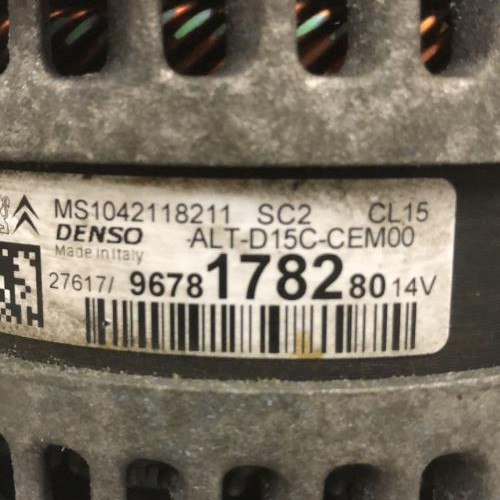 MS1042118211 SC2 CL15
DENSO ALT-D15C-CEM00
Made in Italy
27617/ 9678178280 14V